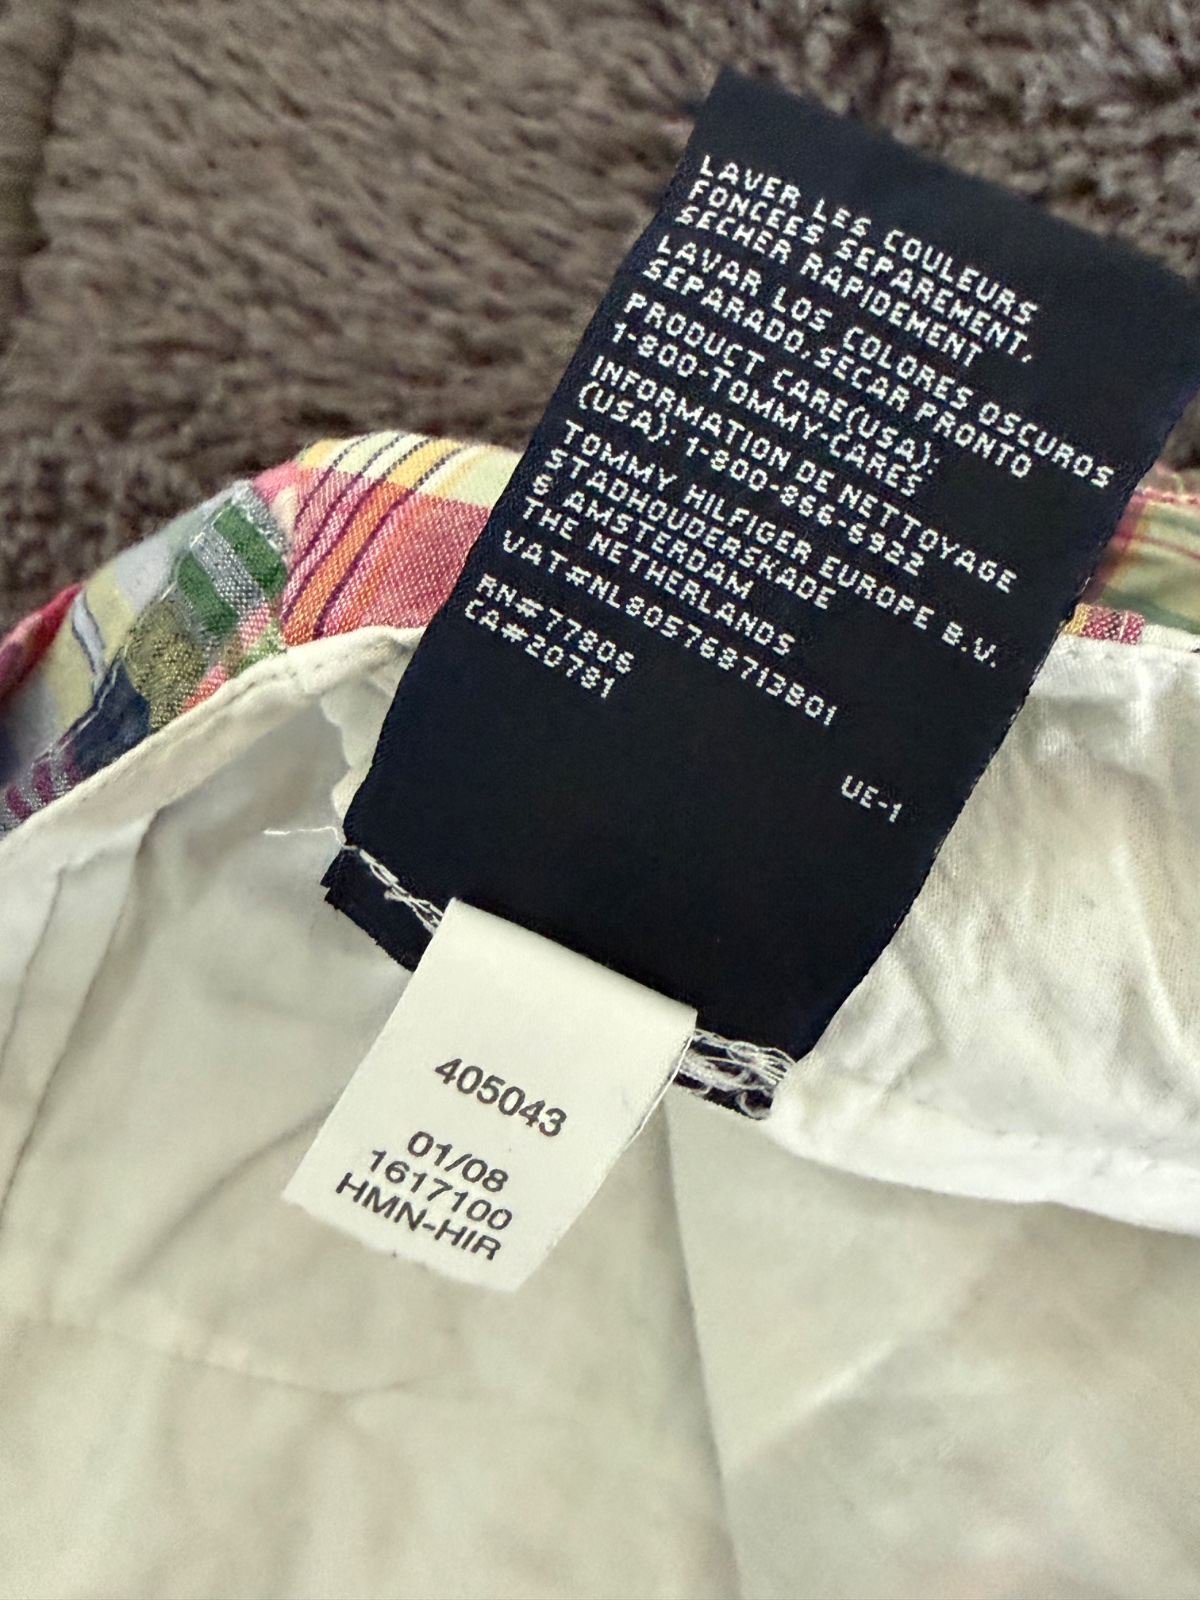 LAVER LES COULEURS
FONCEES SEPAREMENT,
SECHER RAPIDEMENT
LAVAR LOS COLORES OSCUROS
SEPARADO.SECAR PRONTO
PRODUCT CARE(USA):
1-800-TOMMY-CARES
INFORMATION DE NETTOYAGE
(USA): 1-800-866-6922
TOMMY HILFIGER EUROPE B.V.
STADHOUDERSKADE
6 AMSTERDAM
THE NETHERLANDS
VAT#NL805768713B01
RN#77806
CA#20781
UE-1
405043
01/08
1617100
HMN-HIR